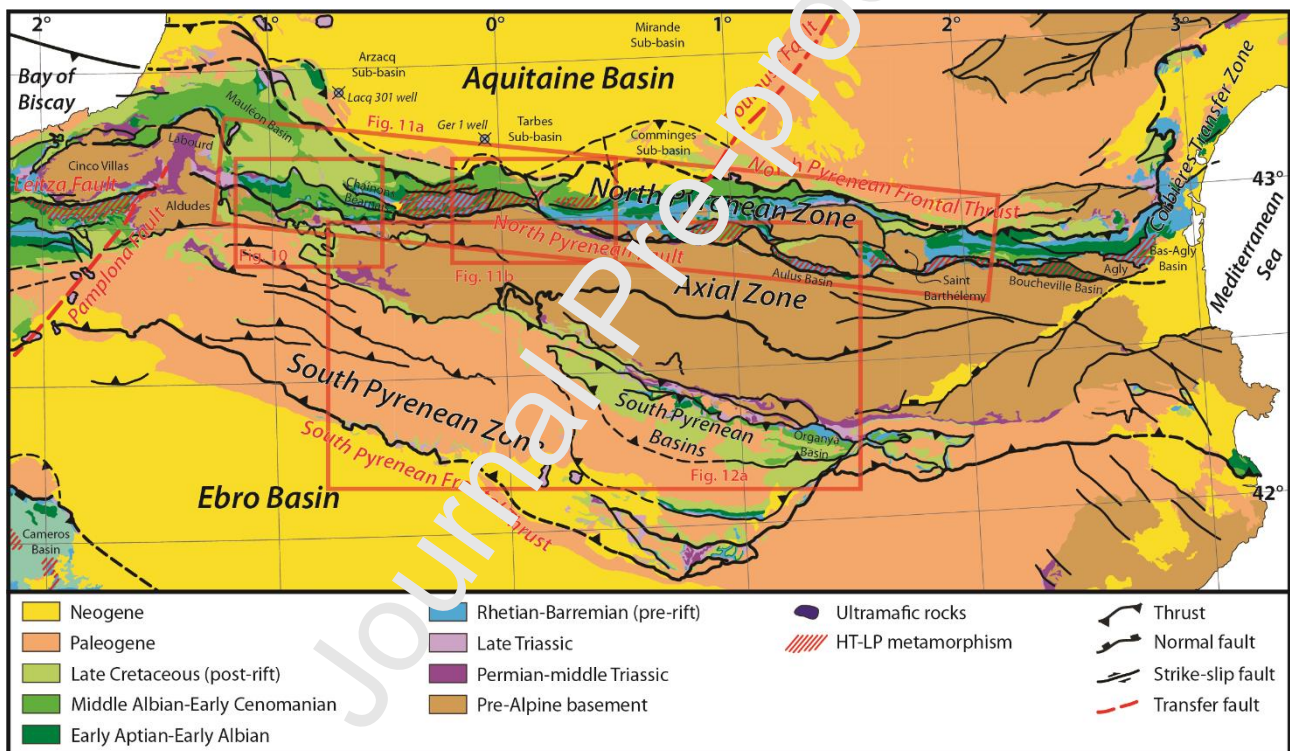 2°
1°
0°
1°
2°
3°
Bay of
Biscay
Arzacq
Sub-basin
Lacq 301 well
Mirande
Sub-basin
Aquitaine Basin
Mauléon Basin
Fig. 11a
Ger 1 well
Tarbes
Sub-basin
Comminges
Sub-basin
Fault
North Pyrenean Frontal Thrust
Corbières Transfer Zone
Labourd
Cinco Villas
Leitza Fault
Aldudes
Pamplona Fault
Chaînons
Béarnais
North Pyrenean Zone
North Pyrenean Fault
43°
Mediterranean
Sea
Bas-Agly
Basin
Agly
Fig. 10
Fig. 11b
Axial Zone
Aulus Basin
Saint
Barthélémy
Boucheville Basin
South Pyrenean Zone
South Pyrenean
Basins
Organya
Basin
Fig. 12a
South Pyrenean Frontal Thrust
42°
Ebro Basin
Cameros
Basin
Journal Pre-pro
Neogene
Paleogene
Late Cretaceous (post-rift)
Middle Albian-Early Cenomanian
Early Aptian-Early Albian
Rhetian-Barremian (pre-rift)
Late Triassic
Permian-middle Triassic
Pre-Alpine basement
Ultramafic rocks
HT-LP metamorphism
Thrust
Normal fault
Strike-slip fault
Transfer fault